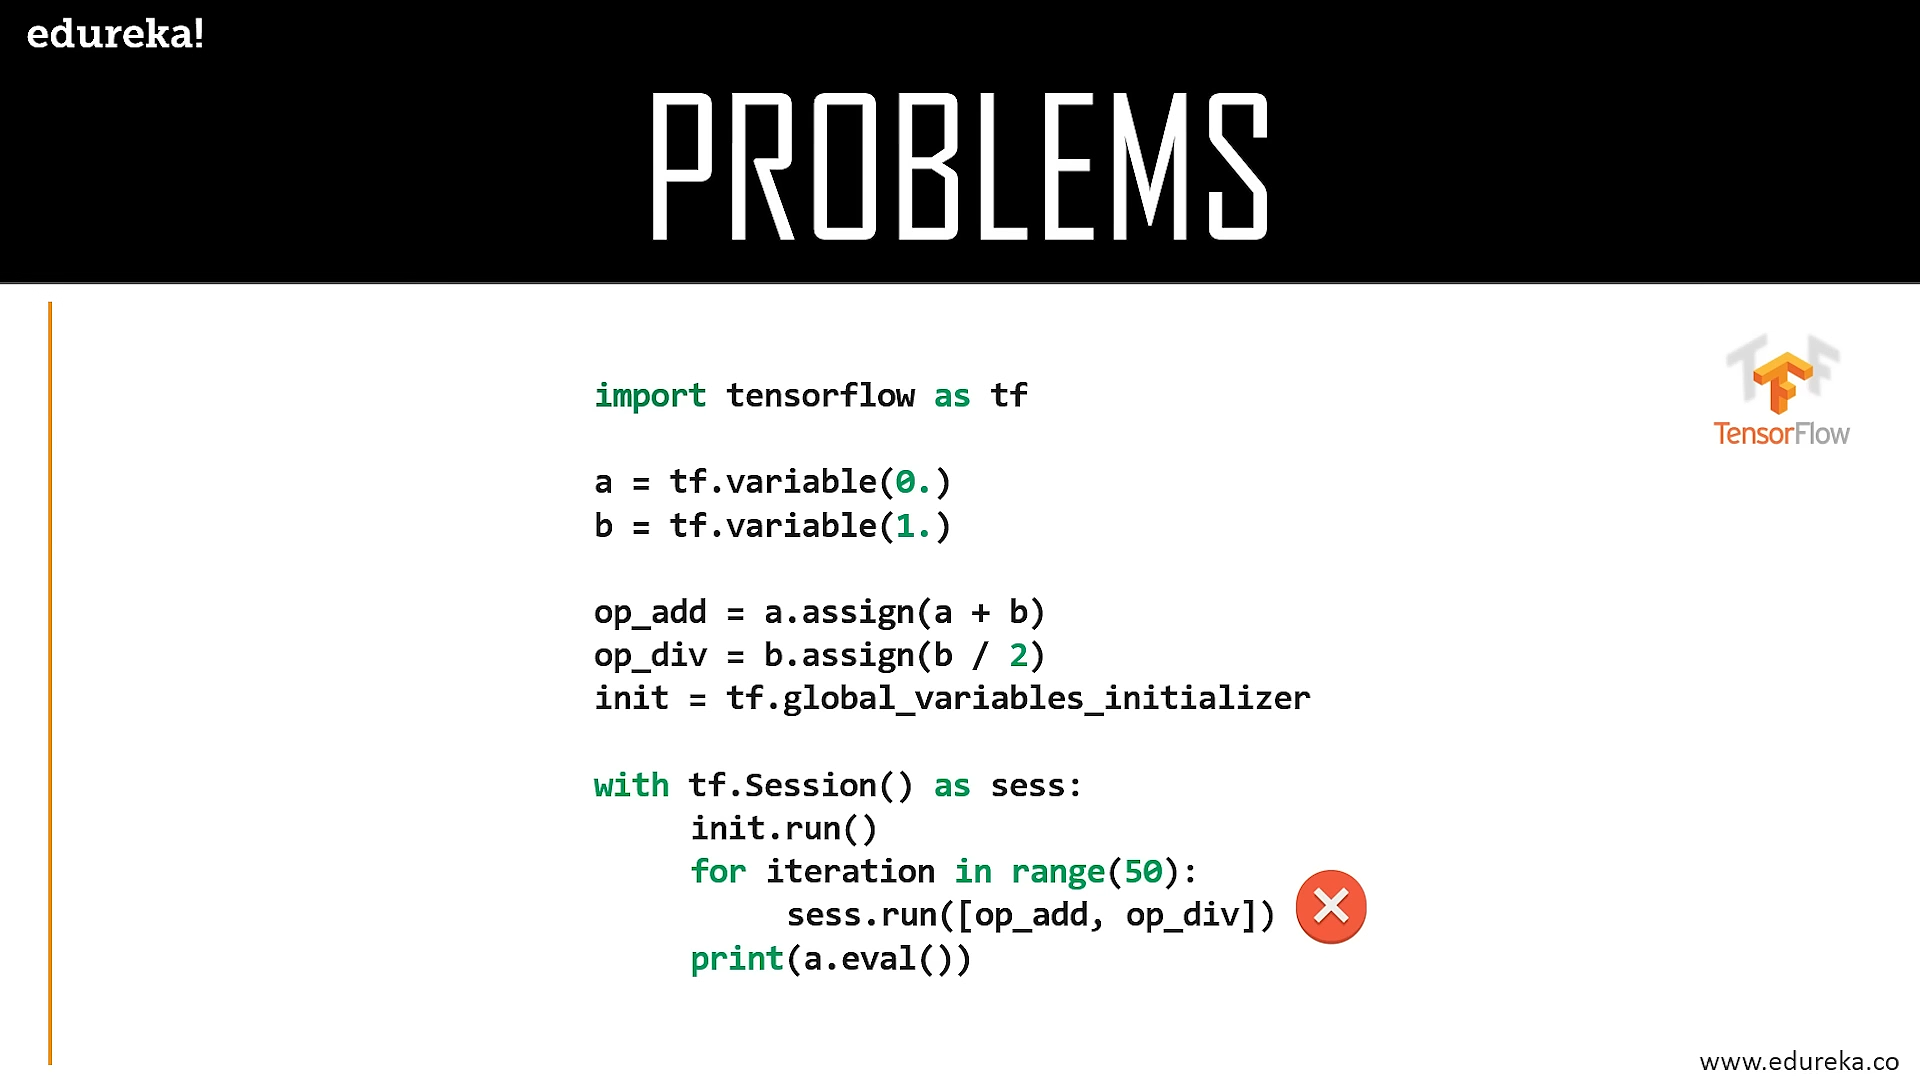 edureka!
PROBLEMS
import tensorflow as tf
a = tf.variable(0.)
b = tf.variable(1.)
op_add = a.assign(a + b)
op_div = b.assign(b / 2)
init = tf.global_variables_initializer
with tf.Session() as sess:
init.run()
for iteration in range(50):
sess.run([op_add, op_div])
print(a.eval())
TF
TensorFlow
www.edureka.co